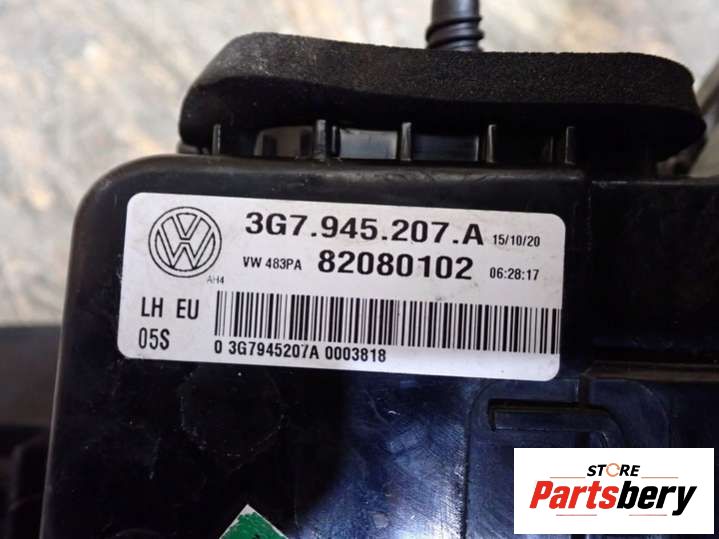 3G7.945.207.A 15/10/20
VW 483PA 82080102 06:28:17
AH4
LH EU
05S
0 3G7945207A 0003818
STORE
Partsbery